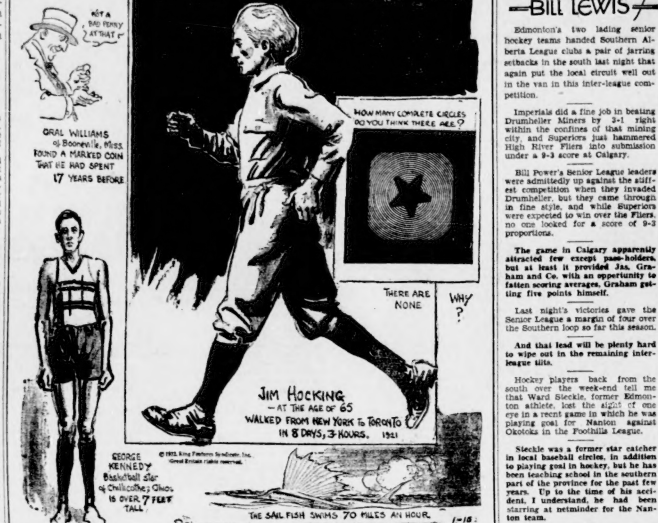 NOT A
BAD PENNY
AT THAT
ORAL WILLIAMS
of Booneville, Miss.
FOUND A MARKED COIN
THAT HE HAD SPENT
17 YEARS BEFORE
HOW MANY COMPLETE CIRCLES
DO YOU THINK THERE ARE?
THERE ARE
NONE
WHY
?
JIM HOCKING
—AT THE AGE OF 65
WALKED FROM NEW YORK TO TORONTO
IN 8 DAYS, 3 HOURS. 1921
© 1932, King Features Syndicate, Inc.
Great Britain rights reserved.
GEORGE
KENNEDY
Basketball star
of Chillicothe, Ohio
IS OVER 7 FEET
TALL
THE SAIL FISH SWIMS 70 MILES AN HOUR
1-16.
BILL LEWIS
Edmonton's two lading senior
hockey teams handed Southern Al-
berta League clubs a pair of jarring
setbacks in the south last night that
again put the local circuit well out
in the van in this inter-league com-
petition.
Imperials did a fine job in beating
Drumheller Miners by 3-1 right
within the confines of that mining
city, and Superiors just hammered
High River Fliers into submission
under a 9-3 score at Calgary.
Bill Power's Senior League leaders
were admittedly up against the stiff-
est competition when they invaded
Drumheller, but they came through
in fine style, and while Superiors
were expected to win over the Fliers,
no one looked for a score of 9-3
proportions.
The game in Calgary apparently
attracted few except pass-holders,
but at least it provided Jas. Gra-
ham and Co. with an opportunity to
fatten scoring averages, Graham get-
ting five points himself.
Last night's victories gave the
Senior League a margin of four over
the Southern loop so far this season.
And that lead will be plenty hard
to wipe out in the remaining inter-
league tilts.
Hockey players back from the
south over the week-end tell me
that Ward Steckle, former Edmon-
ton athlete, lost the sight of one
eye in a recnt game in which he was
playing goal for Nanton against
Okotoks in the Foothills League.
Steckle was a former star catcher
in local baseball circles, in addition
to playing goal in hockey, but he has
been teaching school in the southern
part of the province for the past few
years. Up to the time of his acci-
dent, I understand, he had been
starring at netminder for the Nan-
ton team.